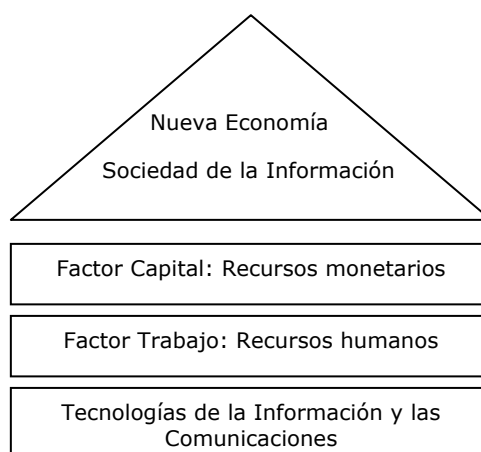 Nueva Economía
Sociedad de la Información
Factor Capital: Recursos monetarios
Factor Trabajo: Recursos humanos
Tecnologías de la Información y las
Comunicaciones